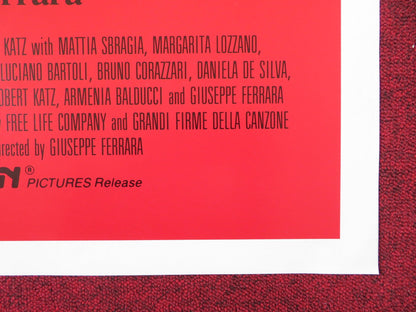 KATZ with MATTIA SBRAGIA, MARGARITA LOZZANO,
LUCIANO BARTOLI, BRUNO CORAZZARI, DANIELA DE SILVA,
OBERT KATZ, ARMENIA BALDUCCI and GIUSEPPE FERRARA
FREE LIFE COMPANY and GRANDI FIRME DELLA CANZONE
rected by GIUSEPPE FERRARA
® PICTURES Release